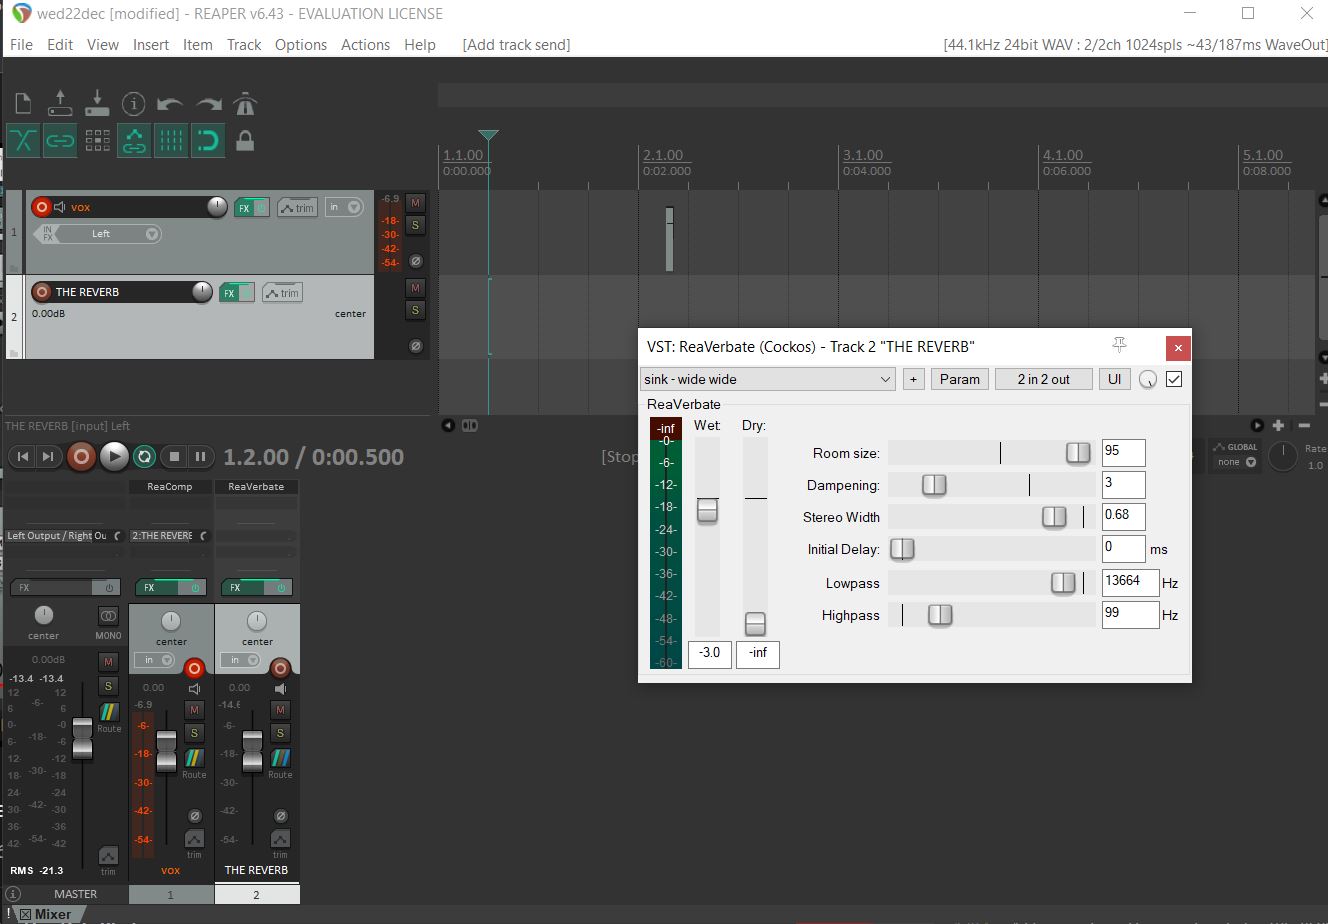 wed22dec [modified] - REAPER v6.43 - EVALUATION LICENSE
File Edit View Insert Item Track Options Actions Help [Add track send] [44.1kHz 24bit WAV : 2/2ch 1024spls ~43/187ms WaveOut]
1.1.00 2.1.00 3.1.00 4.1.00 5.1.00
0:00.000 0:02.000 0:04.000 0:06.000 0:08.000
1 vox FX trim in -6.9 M
IN FX Left -18- S
-30-
-42-
-54- Ø
2 THE REVERB FX trim M
0.00dB center S
Ø
VST: ReaVerbate (Cockos) - Track 2 "THE REVERB"
sink - wide wide + Param 2 in 2 out UI
ReaVerbate
-inf Wet: Dry:
-0-
-6-
-12-
-18-
-24-
-30-
-36-
-42-
-48-
-54-
-60-
-3.0 -inf
Room size: 95
Dampening: 3
Stereo Width 0.68
Initial Delay: 0 ms
Lowpass 13664 Hz
Highpass 99 Hz
THE REVERB [input] Left
1.2.00 / 0:00.500 [Stop
GLOBAL
none
Rate:
1.0
ReaComp ReaVerbate
Left Output / Right Ou 2:THE REVERB
FX FX FX
center MONO center center
in in
0.00dB M 0.00 0.00
-13.4 -13.4 S -6.9 -14.6
12 -6- 12 Route -6- M -6- M
6 6 S S
0- -18- -0 -18- Route -18- Route
6- -6
12- -30- -12 -30- -30-
18- -18
24- -42- -24 -42- Ø -42- Ø
30- -30
36- -54- -36 -54- trim -54- trim
42- -42
RMS -21.3 trim vox THE REVERB
MASTER 1 2
! Mixer